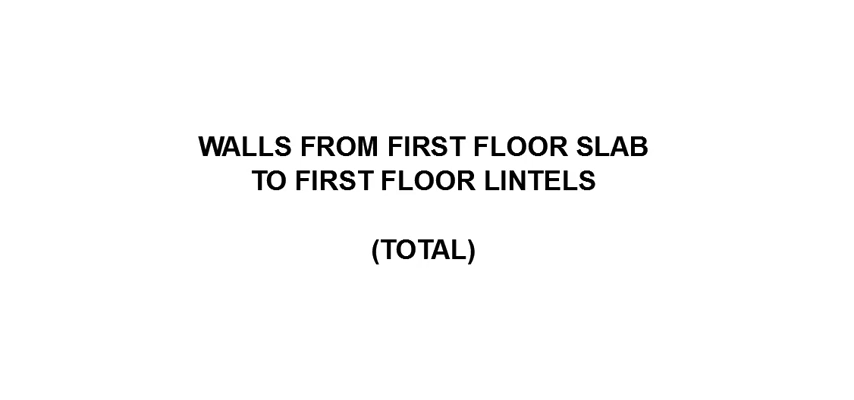 WALLS FROM FIRST FLOOR SLAB
TO FIRST FLOOR LINTELS
(TOTAL)